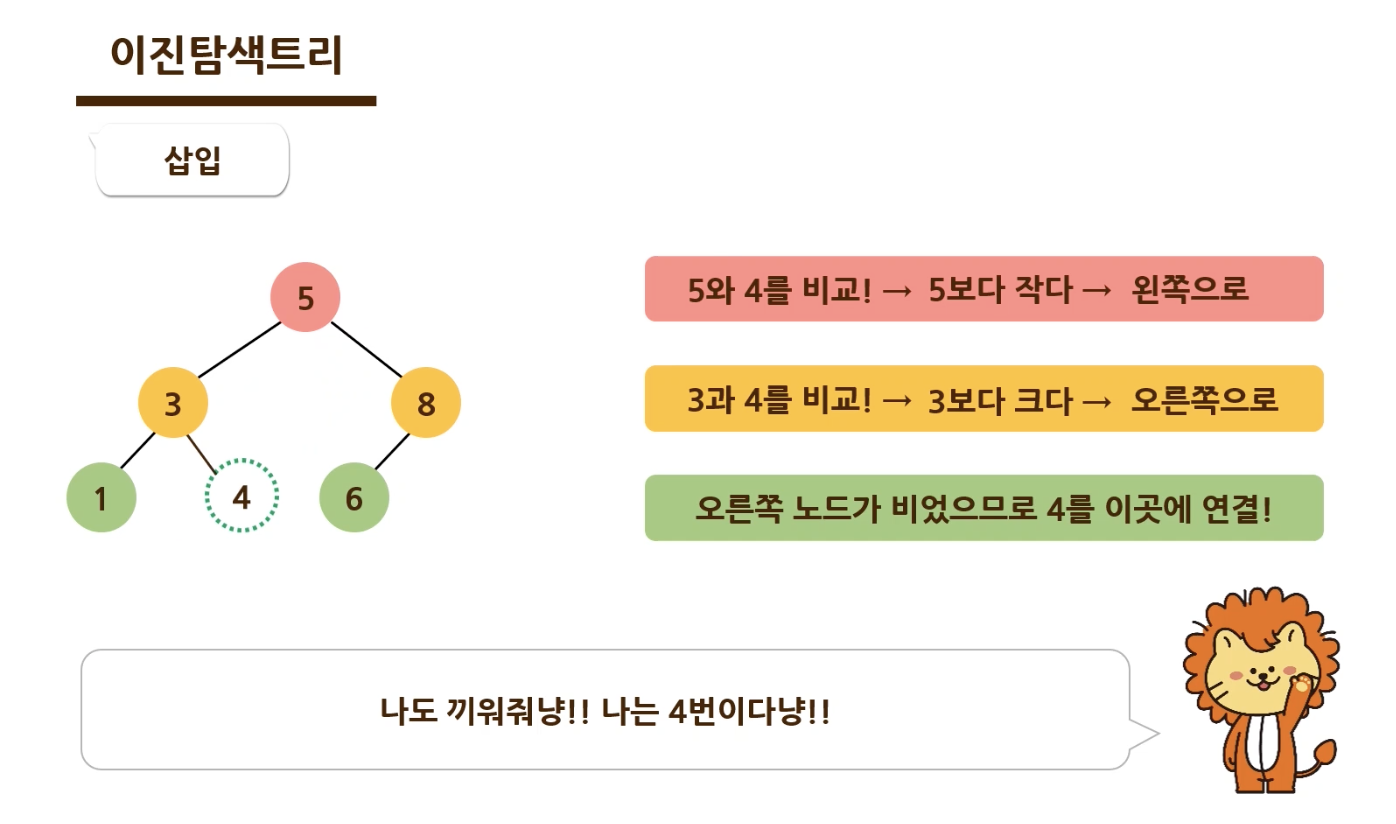 이진탐색트리
삽입
5
3
8
1
4
6
5와 4를 비교! → 5보다 작다 → 왼쪽으로
3과 4를 비교! → 3보다 크다 → 오른쪽으로
오른쪽 노드가 비었으므로 4를 이곳에 연결!
나도 끼워줘냥!! 나는 4번이다냥!!